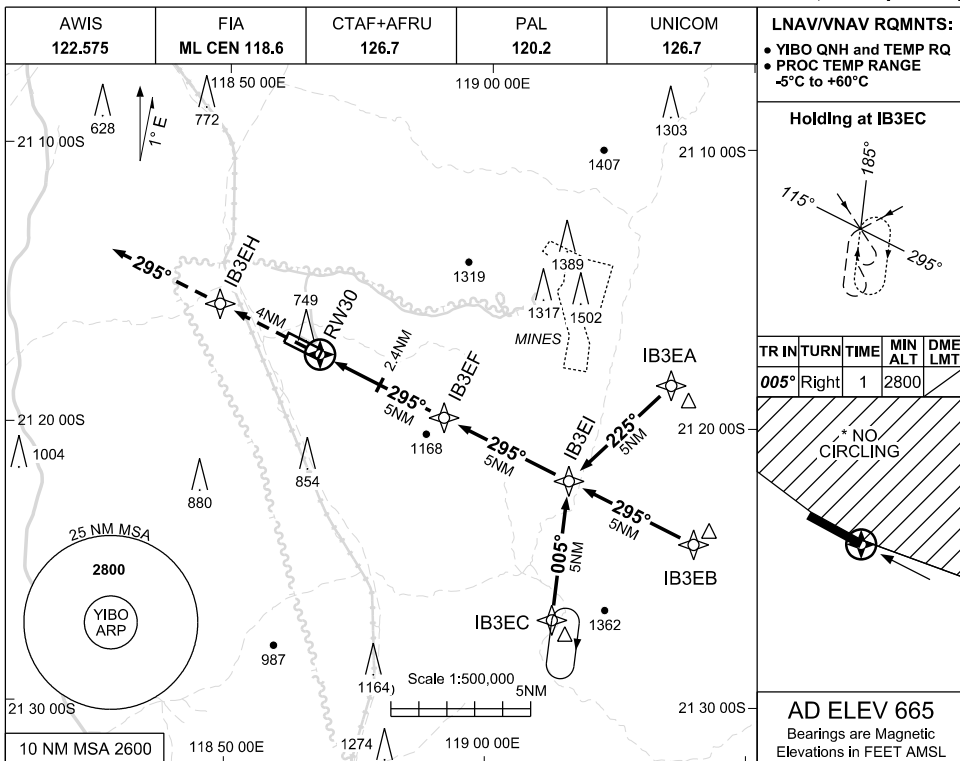 AWIS
122.575
FIA
ML CEN 118.6
CTAF+AFRU
126.7
PAL
120.2
UNICOM
126.7
LNAV/VNAV RQMNTS:
• YIBO QNH and TEMP RQ
• PROC TEMP RANGE
-5°C to +60°C
118 50 00E
119 00 00E
628
1° E
772
1303
21 10 00S
1407
21 10 00S
Holding at IB3EC
185°
115°
295°
295°
IB3EH
4NM
749
RW30
1319
1389
1317
1502
MINES
2.4NM
IB3EF
295°
5NM
1168
IB3EA
225°
5NM
IB3EI
295°
5NM
TR IN
TURN
TIME
MIN ALT
DME LMT
005°
Right
1
2800
21 20 00S
21 20 00S
1004
880
854
295°
5NM
IB3EB
005°
5NM
IB3EC
1362
* NO CIRCLING
25 NM MSA
2800
YIBO ARP
987
1164)
Scale 1:500,000
5NM
21 30 00S
21 30 00S
10 NM MSA 2600
118 50 00E
1274
119 00 00E
AD ELEV 665
Bearings are Magnetic
Elevations in FEET AMSL